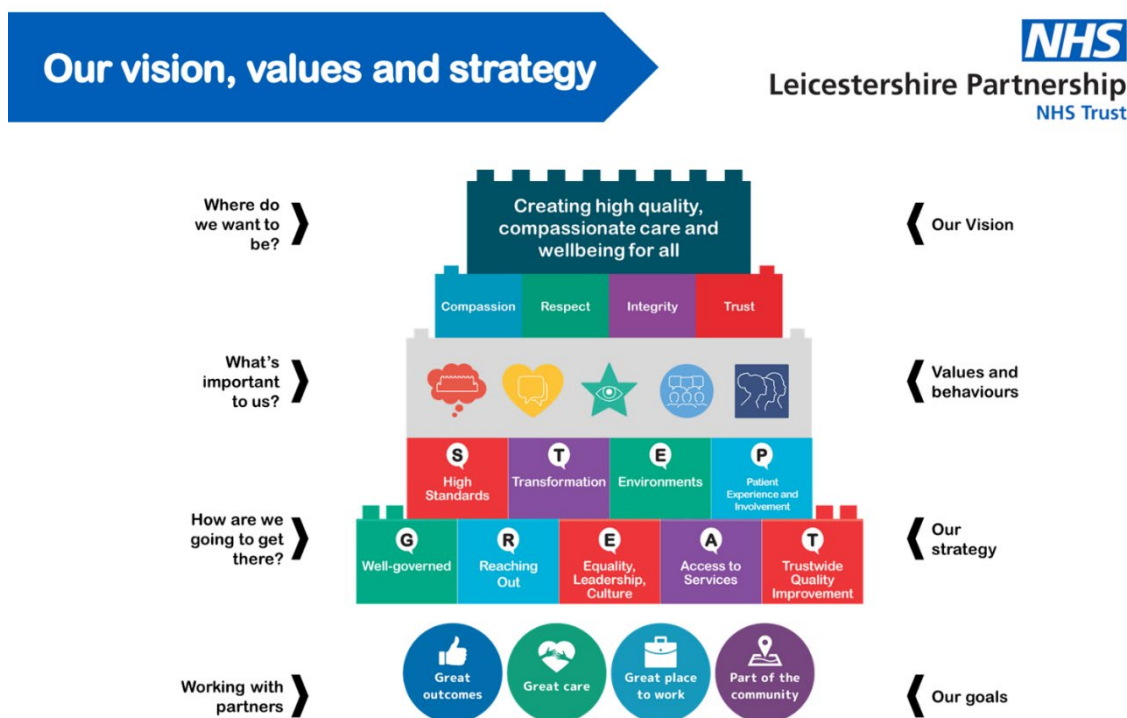 Our vision, values and strategy
NHS
Leicestershire Partnership
NHS Trust
Where do
we want to
be?
Creating high quality,
compassionate care and
wellbeing for all
Our Vision
Compassion
Respect
Integrity
Trust
What's
important
to us?
Values and
behaviours
S
High
Standards
T
Transformation
E
Environments
P
Patient
Experience and
Involvement
How are we
going to get
there?
G
Well-governed
R
Reaching
Out
E
Equality,
Leadership,
Culture
A
Access to
Services
T
Trustwide
Quality
Improvement
Our
strategy
Working with
partners
Great
outcomes
Great care
Great place
to work
Part of the
community
Our goals